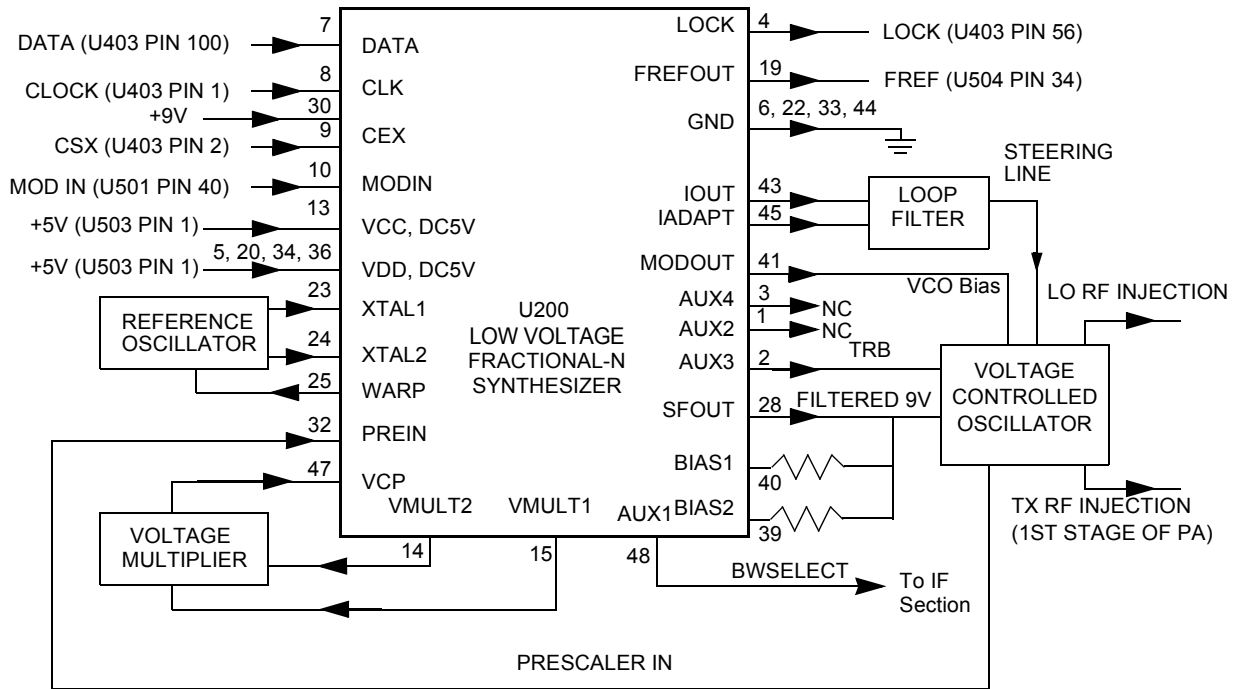 DATA (U403 PIN 100)
7
DATA
CLOCK (U403 PIN 1)
8
CLK
+9V
30
CSX (U403 PIN 2)
9
CEX
MOD IN (U501 PIN 40)
10
MODIN
+5V (U503 PIN 1)
13
VCC, DC5V
+5V (U503 PIN 1)
5, 20, 34, 36
VDD, DC5V
REFERENCE
OSCILLATOR
23
XTAL1
24
XTAL2
25
WARP
32
PREIN
47
VCP
VOLTAGE
MULTIPLIER
VMULT2
14
VMULT1
15
U200
LOW VOLTAGE
FRACTIONAL-N
SYNTHESIZER
LOCK
4
LOCK (U403 PIN 56)
FREFOUT
19
FREF (U504 PIN 34)
GND
6, 22, 33, 44
IOUT
43
IADAPT
45
LOOP
FILTER
STEERING
LINE
MODOUT
41
VCO Bias
AUX4
3
NC
AUX2
1
NC
AUX3
2
TRB
SFOUT
28
FILTERED 9V
BIAS1
40
BIAS2
39
AUX1
48
BWSELECT
To IF
Section
VOLTAGE
CONTROLLED
OSCILLATOR
LO RF INJECTION
TX RF INJECTION
(1ST STAGE OF PA)
PRESCALER IN